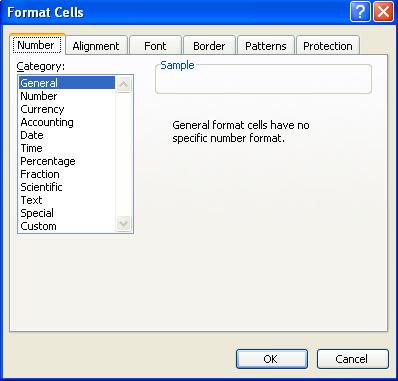 Format Cells
Number Alignment Font Border Patterns Protection
Category:
General
Number
Currency
Accounting
Date
Time
Percentage
Fraction
Scientific
Text
Special
Custom
Sample
General format cells have no
specific number format.
OK Cancel